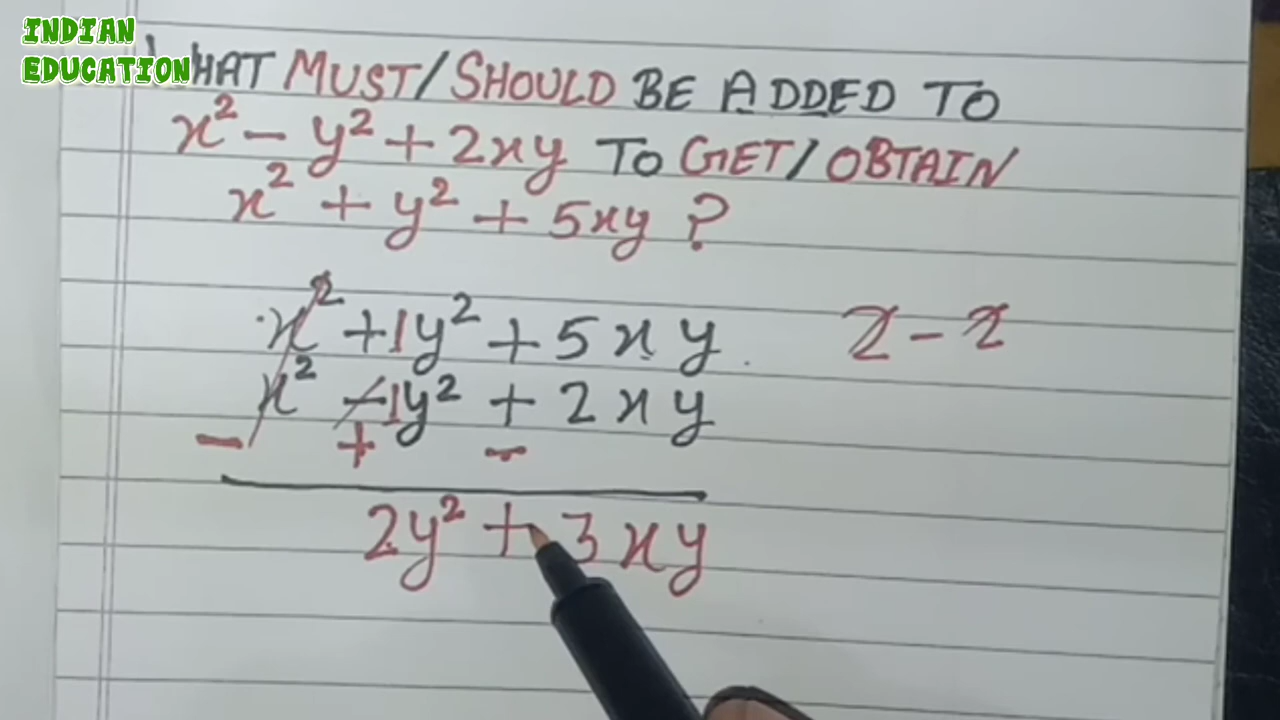 INDIAN
EDUCATION
WHAT MUST/SHOULD BE ADDED TO
x² - y² + 2xy TO GET/OBTAIN
x² + y² + 5xy ?
x² + 1y² + 5xy
x² - 1y² + 2xy
- + -
2y² + 3xy